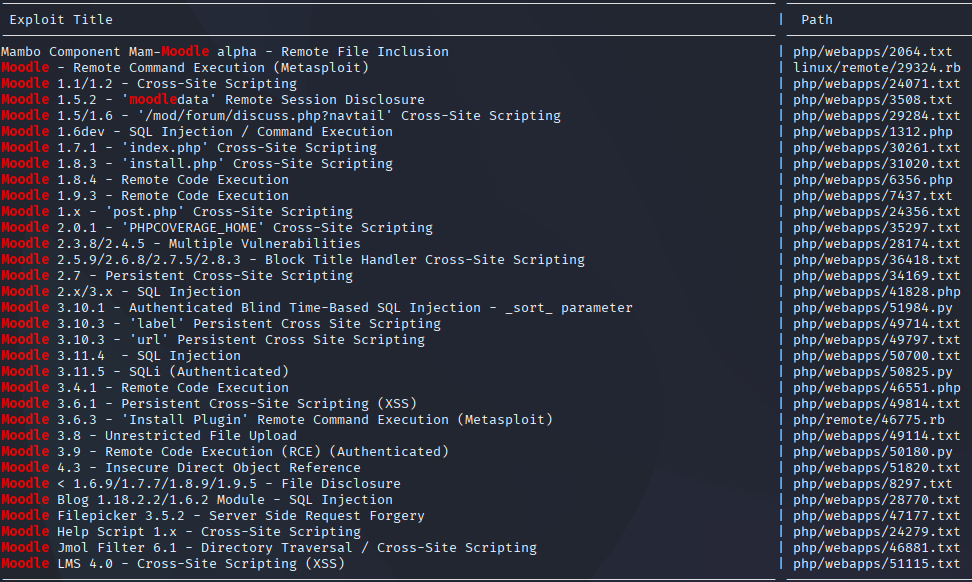 Exploit Title | Path
Mambo Component Mam-Moodle alpha - Remote File Inclusion | php/webapps/2064.txt
Moodle - Remote Command Execution (Metasploit) | linux/remote/29324.rb
Moodle 1.1/1.2 - Cross-Site Scripting | php/webapps/24071.txt
Moodle 1.5.2 - 'moodledata' Remote Session Disclosure | php/webapps/3508.txt
Moodle 1.5/1.6 - '/mod/forum/discuss.php?navtail' Cross-Site Scripting | php/webapps/29284.txt
Moodle 1.6dev - SQL Injection / Command Execution | php/webapps/1312.php
Moodle 1.7.1 - 'index.php' Cross-Site Scripting | php/webapps/30261.txt
Moodle 1.8.3 - 'install.php' Cross-Site Scripting | php/webapps/31020.txt
Moodle 1.8.4 - Remote Code Execution | php/webapps/6356.php
Moodle 1.9.3 - Remote Code Execution | php/webapps/7437.txt
Moodle 1.x - 'post.php' Cross-Site Scripting | php/webapps/24356.txt
Moodle 2.0.1 - 'PHPCOVERAGE_HOME' Cross-Site Scripting | php/webapps/35297.txt
Moodle 2.3.8/2.4.5 - Multiple Vulnerabilities | php/webapps/28174.txt
Moodle 2.5.9/2.6.8/2.7.5/2.8.3 - Block Title Handler Cross-Site Scripting | php/webapps/36418.txt
Moodle 2.7 - Persistent Cross-Site Scripting | php/webapps/34169.txt
Moodle 2.x/3.x - SQL Injection | php/webapps/41828.php
Moodle 3.10.1 - Authenticated Blind Time-Based SQL Injection - _sort_ parameter | php/webapps/51984.py
Moodle 3.10.3 - 'label' Persistent Cross Site Scripting | php/webapps/49714.txt
Moodle 3.10.3 - 'url' Persistent Cross Site Scripting | php/webapps/49797.txt
Moodle 3.11.4  - SQL Injection | php/webapps/50700.txt
Moodle 3.11.5 - SQLi (Authenticated) | php/webapps/50825.py
Moodle 3.4.1 - Remote Code Execution | php/webapps/46551.php
Moodle 3.6.1 - Persistent Cross-Site Scripting (XSS) | php/webapps/49814.txt
Moodle 3.6.3 - 'Install Plugin' Remote Command Execution (Metasploit) | php/remote/46775.rb
Moodle 3.8 - Unrestricted File Upload | php/webapps/49114.txt
Moodle 3.9 - Remote Code Execution (RCE) (Authenticated) | php/webapps/50180.py
Moodle 4.3 - Insecure Direct Object Reference | php/webapps/51820.txt
Moodle < 1.6.9/1.7.7/1.8.9/1.9.5 - File Disclosure | php/webapps/8297.txt
Moodle Blog 1.18.2.2/1.6.2 Module - SQL Injection | php/webapps/28770.txt
Moodle Filepicker 3.5.2 - Server Side Request Forgery | php/webapps/47177.txt
Moodle Help Script 1.x - Cross-Site Scripting | php/webapps/24279.txt
Moodle Jmol Filter 6.1 - Directory Traversal / Cross-Site Scripting | php/webapps/46881.txt
Moodle LMS 4.0 - Cross-Site Scripting (XSS) | php/webapps/51115.txt